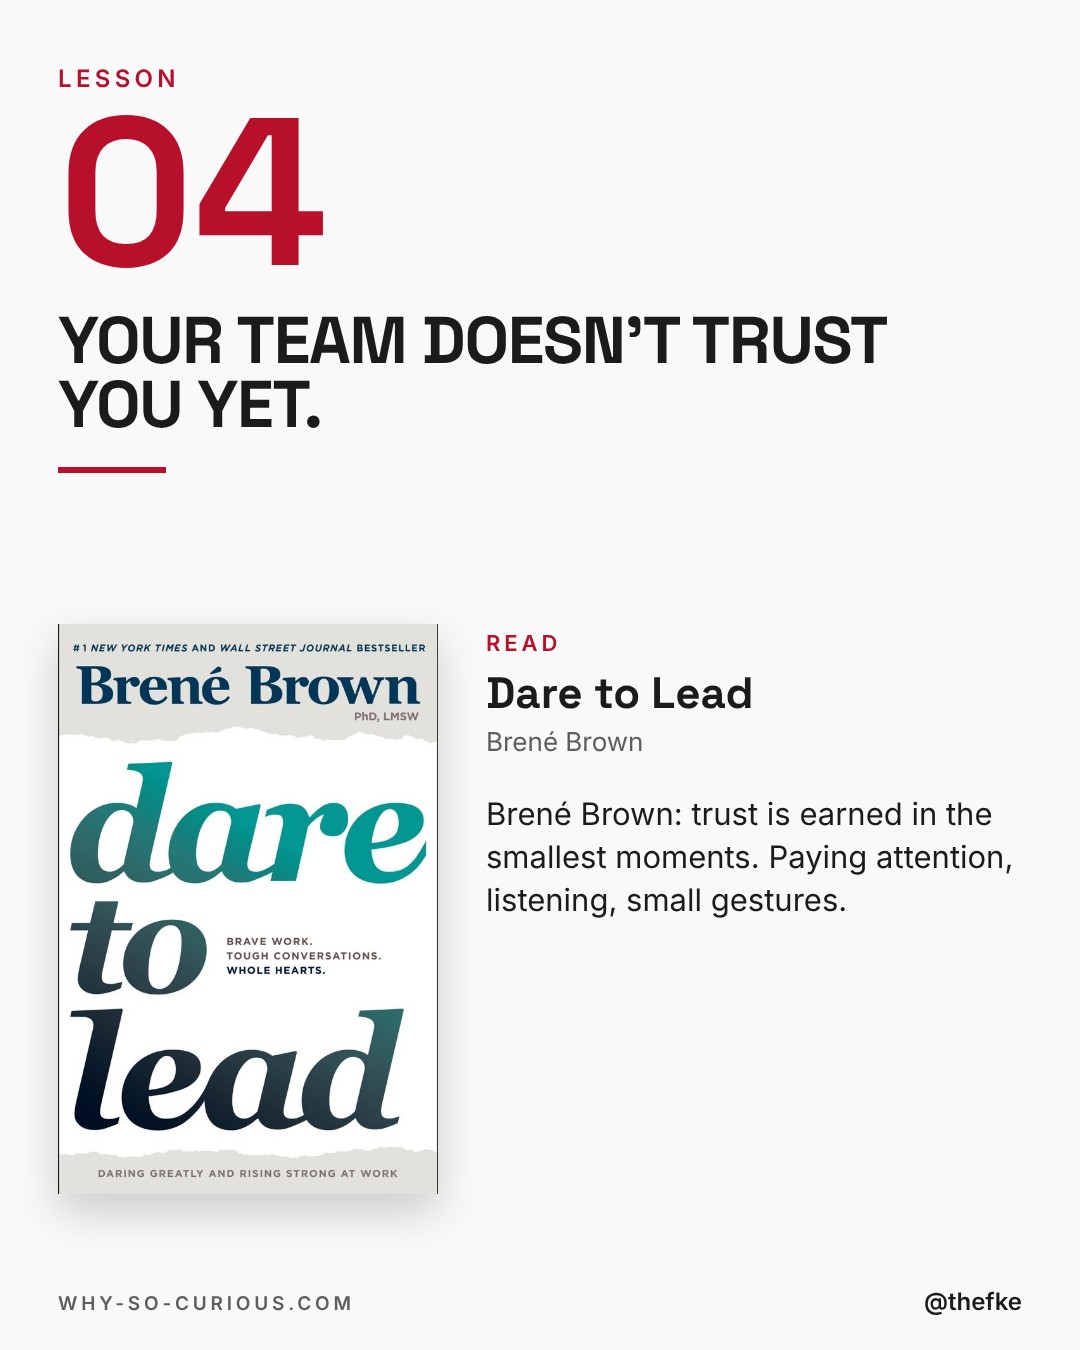 LESSON
04
YOUR TEAM DOESN’T TRUST
YOU YET.
#1 NEW YORK TIMES AND WALL STREET JOURNAL BESTSELLER
Brené Brown
PhD, LMSW
dare
to
BRAVE WORK.
TOUGH CONVERSATIONS.
WHOLE HEARTS.
lead
DARING GREATLY AND RISING STRONG AT WORK
READ
Dare to Lead
Brené Brown
Brené Brown: trust is earned in the
smallest moments. Paying attention,
listening, small gestures.
WHY-SO-CURIOUS.COM
@thefke